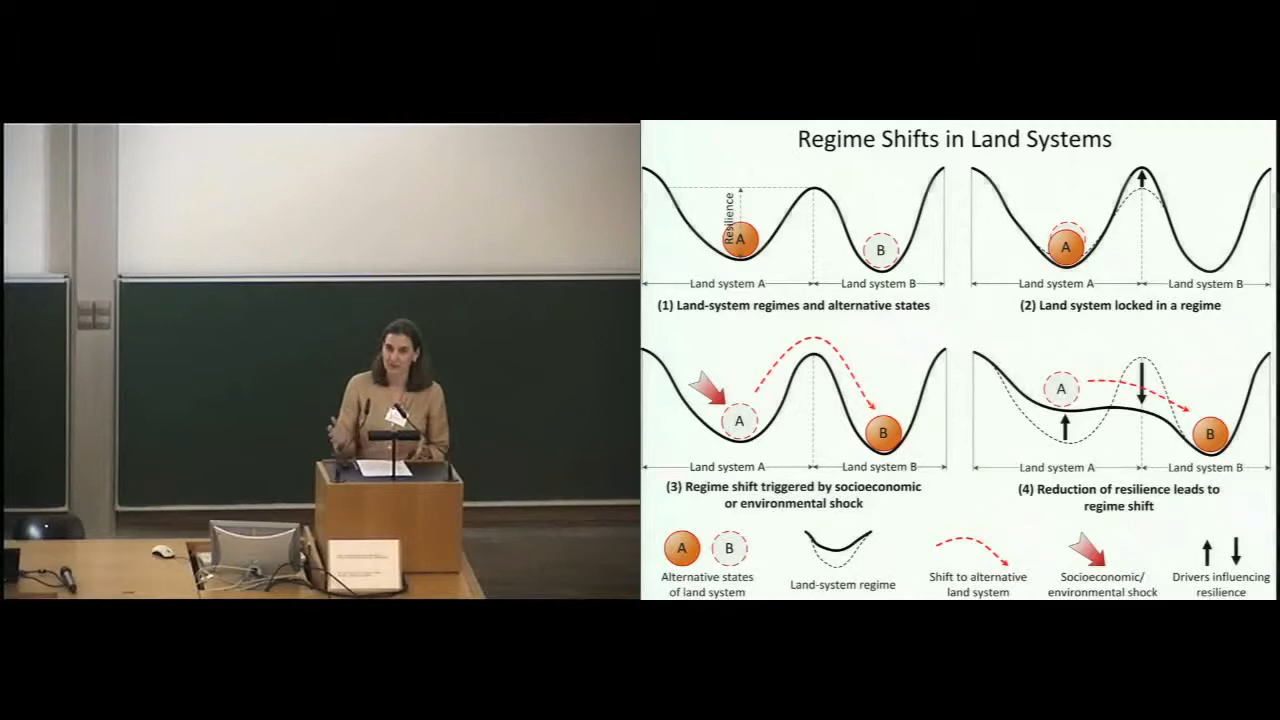 Regime Shifts in Land Systems
Resilience
A
B
Land system A
Land system B
(1) Land-system regimes and alternative states
A
Land system A
Land system B
(2) Land system locked in a regime
A
B
Land system A
Land system B
(3) Regime shift triggered by socioeconomic
or environmental shock
A
B
Land system A
Land system B
(4) Reduction of resilience leads to
regime shift
A
B
Alternative states
of land system
Land-system regime
Shift to alternative
land system
Socioeconomic/
environmental shock
Drivers influencing
resilience